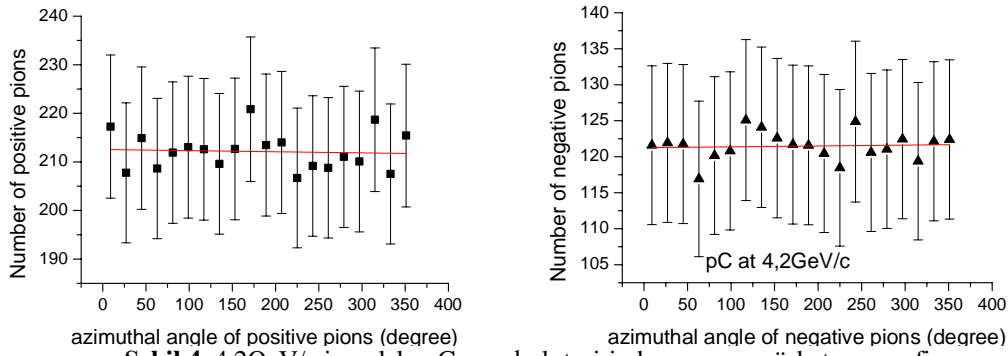 240
230
220
210
200
190
Number of positive pions
0 50 100 150 200 250 300 350 400
azimuthal angle of positive pions (degree)
140
135
130
125
120
115
110
105
Number of negative pions
pC at 4,2GeV/c
0 50 100 150 200 250 300 350 400
azimuthal angle of negative pions (degree)